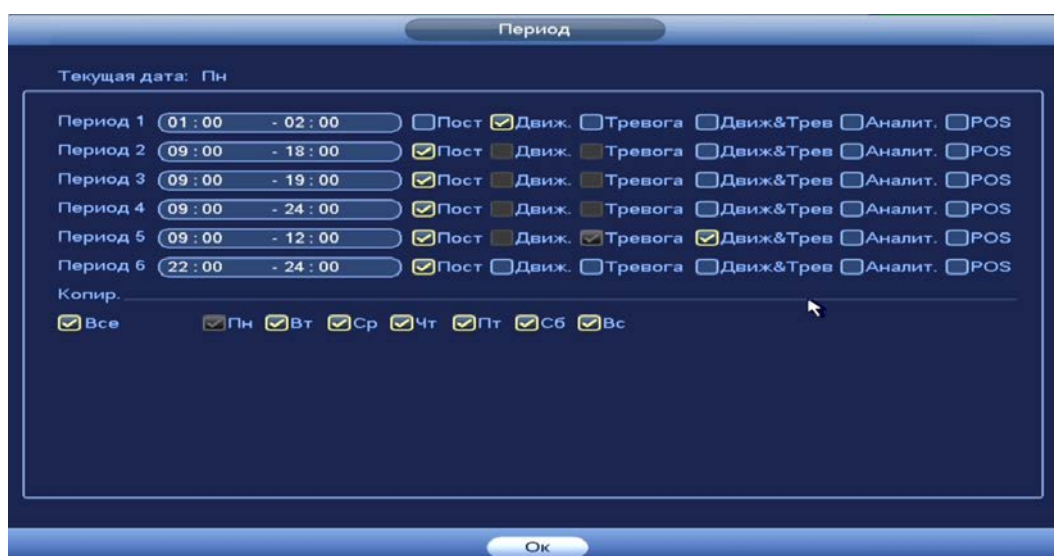 Период
Текущая дата: Пн
Период 1 01 : 00 - 02 : 00 Пост Движ. Тревога Движ&Трев Аналит. POS
Период 2 09 : 00 - 18 : 00 Пост Движ. Тревога Движ&Трев Аналит. POS
Период 3 09 : 00 - 19 : 00 Пост Движ. Тревога Движ&Трев Аналит. POS
Период 4 09 : 00 - 24 : 00 Пост Движ. Тревога Движ&Трев Аналит. POS
Период 5 09 : 00 - 12 : 00 Пост Движ. Тревога Движ&Трев Аналит. POS
Период 6 22 : 00 - 24 : 00 Пост Движ. Тревога Движ&Трев Аналит. POS
Копир.
Все Пн Вт Ср Чт Пт Сб Вс
Ок